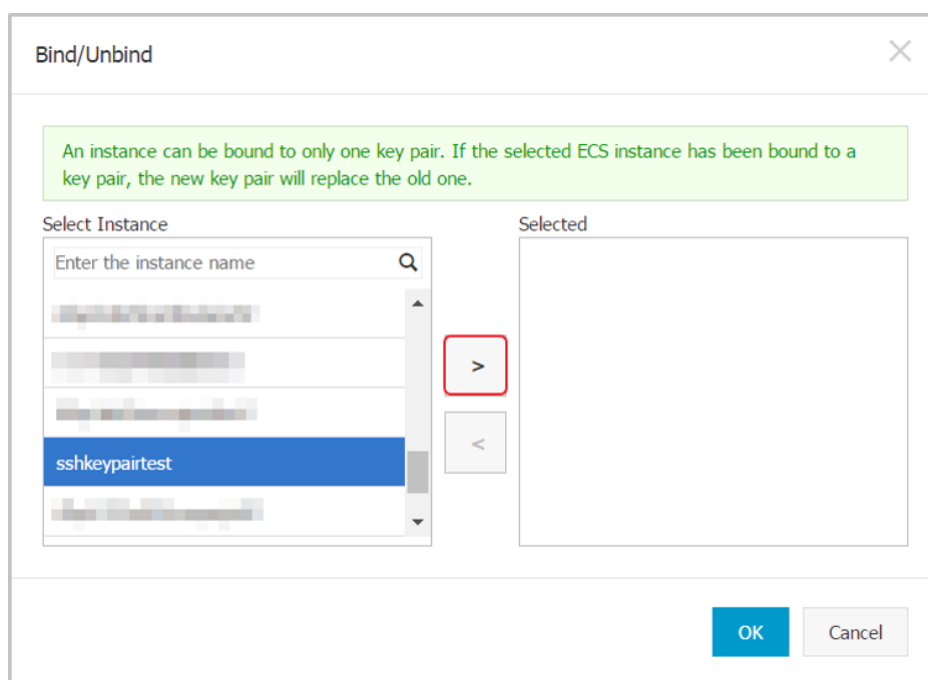 Bind/Unbind
An instance can be bound to only one key pair. If the selected ECS instance has been bound to a
key pair, the new key pair will replace the old one.
Select Instance
Selected
Enter the instance name
>
sshkeypairtest
<
OK
Cancel